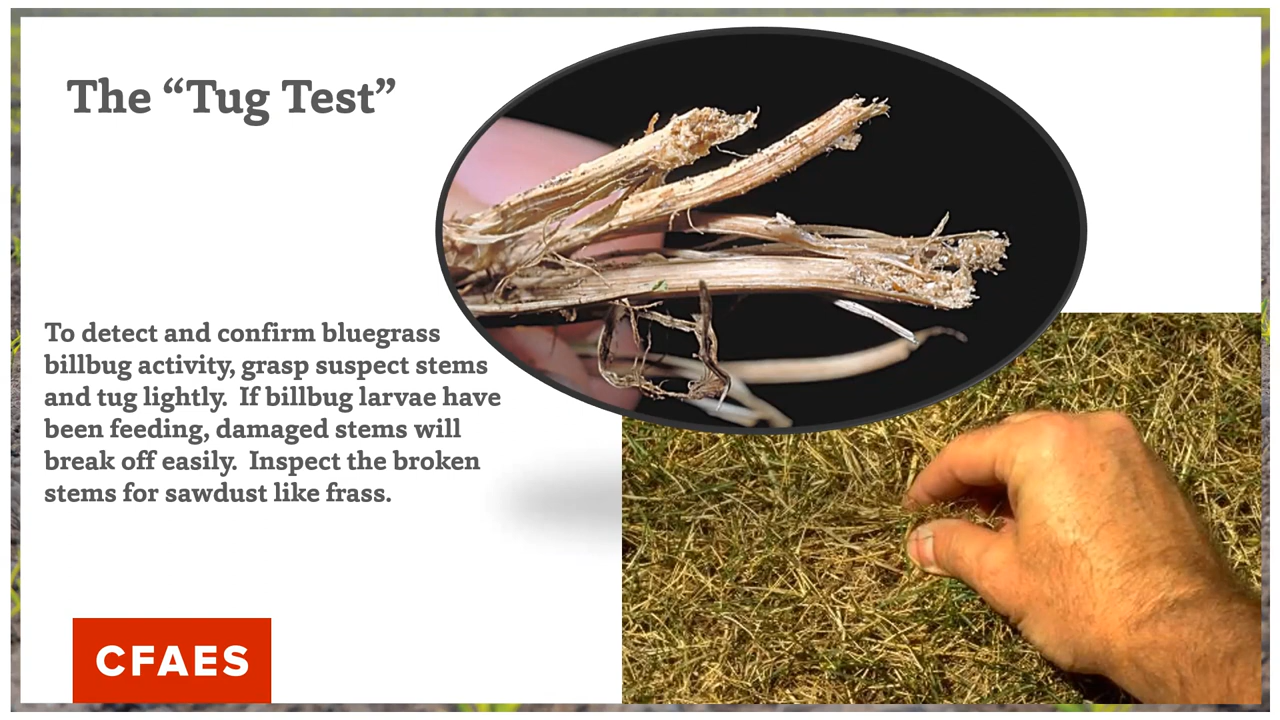 The “Tug Test”
To detect and confirm bluegrass
billbug activity, grasp suspect stems
and tug lightly.  If billbug larvae have
been feeding, damaged stems will
break off easily.  Inspect the broken
stems for sawdust like frass.
CFAES